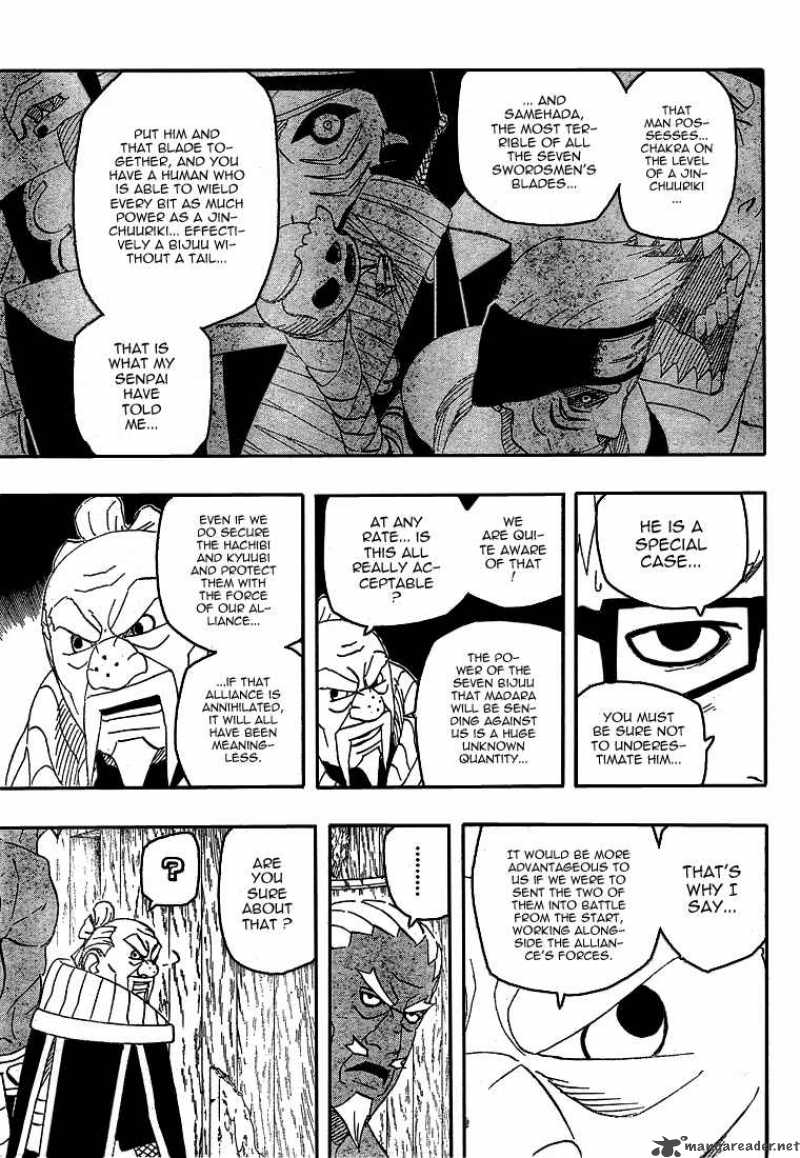 THAT
MAN POS-
SESSES...
CHAKRA ON
THE LEVEL
OF A JIN-
CHUURIKI
...
... AND
SAMEHADA,
THE MOST TER-
RIBLE OF ALL
THE SEVEN
SWORDSMEN'S
BLADES...
PUT HIM AND
THAT BLADE TO-
GETHER, AND YOU
HAVE A HUMAN WHO
IS ABLE TO WIELD
EVERY BIT AS MUCH
POWER AS A JIN-
CHUURIKI... EFFECTI-
VELY A BIJUU WI-
THOUT A TAIL...
THAT IS
WHAT MY
SENPAI
HAVE
TOLD
ME...
HE IS A
SPECIAL
CASE...
YOU MUST
BE SURE NOT
TO UNDERES-
TIMATE HIM...
WE
ARE QUI-
TE AWARE OF
THAT
!
AT ANY
RATE... IS
THIS ALL
REALLY AC-
CEPTABLE
?
THE PO-
WER OF THE
SEVEN BIJUU
THAT MADARA
WILL BE SEN-
DING AGAINST
US IS A HUGE
UNKNOWN
QUANTITY...
EVEN IF WE
DO SECURE
THE HACHIBI
AND KYUUBI
AND PROTECT
THEM WITH
THE FORCE
OF OUR AL-
LIANCE...
...IF THAT
ALLIANCE IS
ANNIHILATED,
IT WILL ALL
HAVE BEEN
MEANING-
LESS.
THAT'S
WHY I
SAY...
IT WOULD BE MORE
ADVANTAGEOUS TO
US IF WE WERE TO
SENT THE TWO OF
THEM INTO BATTLE
FROM THE START,
WORKING ALONG-
SIDE THE ALLIAN-
CE'S FORCES.
........
ARE
YOU
SURE
ABOUT
THAT ?
?
mangareader.net